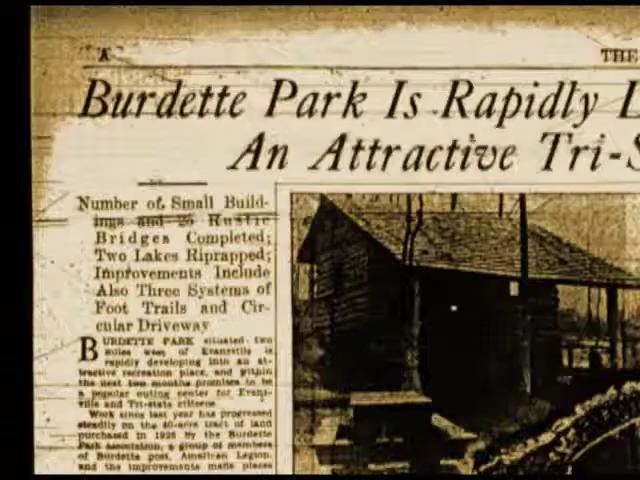 "A"
THE
Burdette Park Is Rapidly
An Attractive Tri-S
Number of Small Build-
ings and 25 Rustic
Bridges Completed;
Two Lakes Riprapped;
Improvements Include
Also Three Systems of
Foot Trails and Cir-
cular Driveway
BURDETTE PARK situated two
miles west of Evansville is
rapidly developing into an at-
tractive recreation place, and within
the next two months promises to be
a popular outing center for Evans-
ville and Tri-state citizens.
Work since last year has progressed
steadily on the 40-acre tract of land
purchased in 1926 by the Burdette
Park association, a group of members
of Burdette post, American Legion,
and the improvements made places